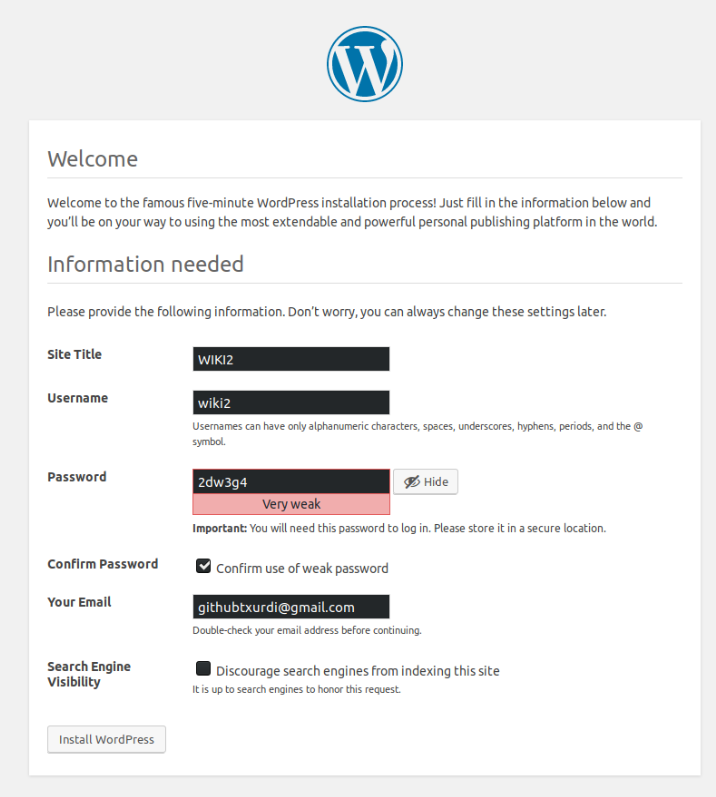 Welcome
Welcome to the famous five-minute WordPress installation process! Just fill in the information below and
you'll be on your way to using the most extendable and powerful personal publishing platform in the world.
Information needed
Please provide the following information. Don't worry, you can always change these settings later.
Site Title
WIKI2
Username
wiki2
Usernames can have only alphanumeric characters, spaces, underscores, hyphens, periods, and the @
symbol.
Password
2dw3g4
Hide
Very weak
Important: You will need this password to log in. Please store it in a secure location.
Confirm Password
Confirm use of weak password
Your Email
githubtxurdi@gmail.com
Double-check your email address before continuing.
Search Engine
Visibility
Discourage search engines from indexing this site
It is up to search engines to honor this request.
Install WordPress